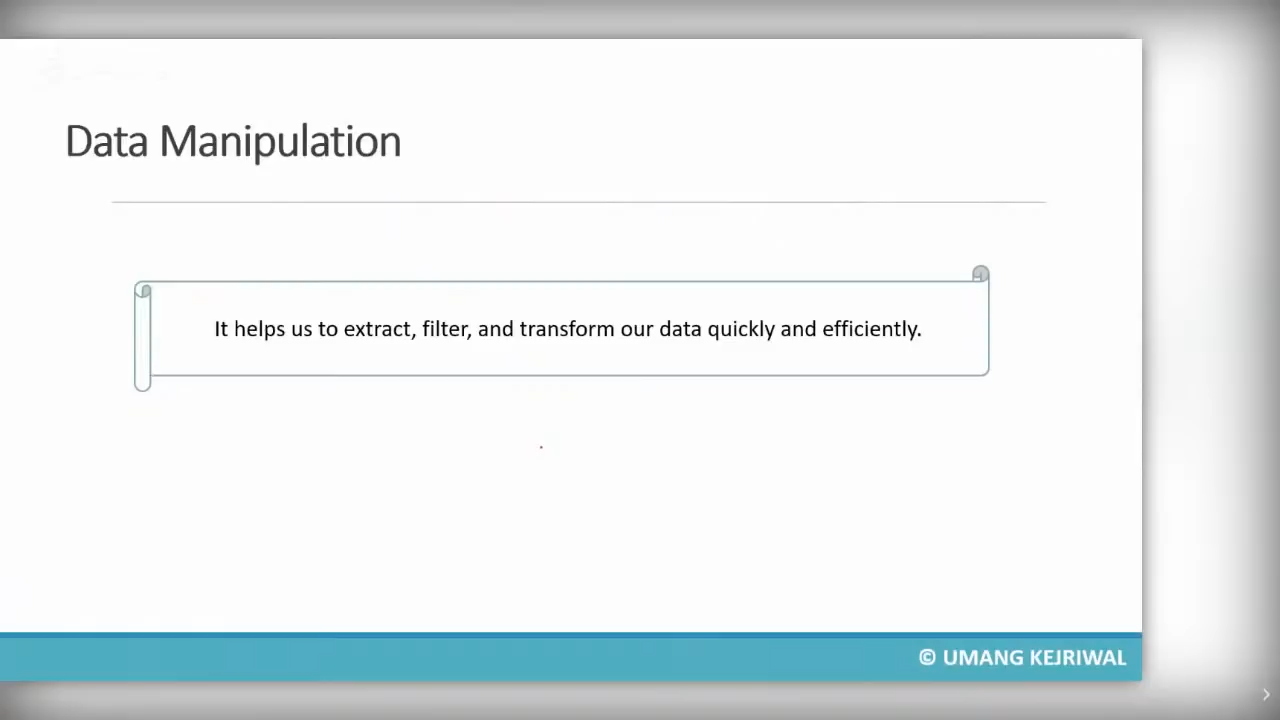 Data Manipulation
It helps us to extract, filter, and transform our data quickly and efficiently.
© UMANG KEJRIWAL